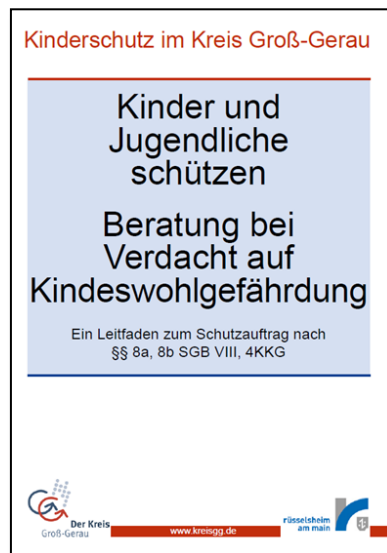 Kinderschutz im Kreis Groß-Gerau
Kinder und
Jugendliche
schützen
Beratung bei
Verdacht auf
Kindeswohlgefährdung
Ein Leitfaden zum Schutzauftrag nach
§§ 8a, 8b SGB VIII, 4KKG
Der Kreis
Groß-Gerau
www.kreisgg.de
rüsselsheim
am main